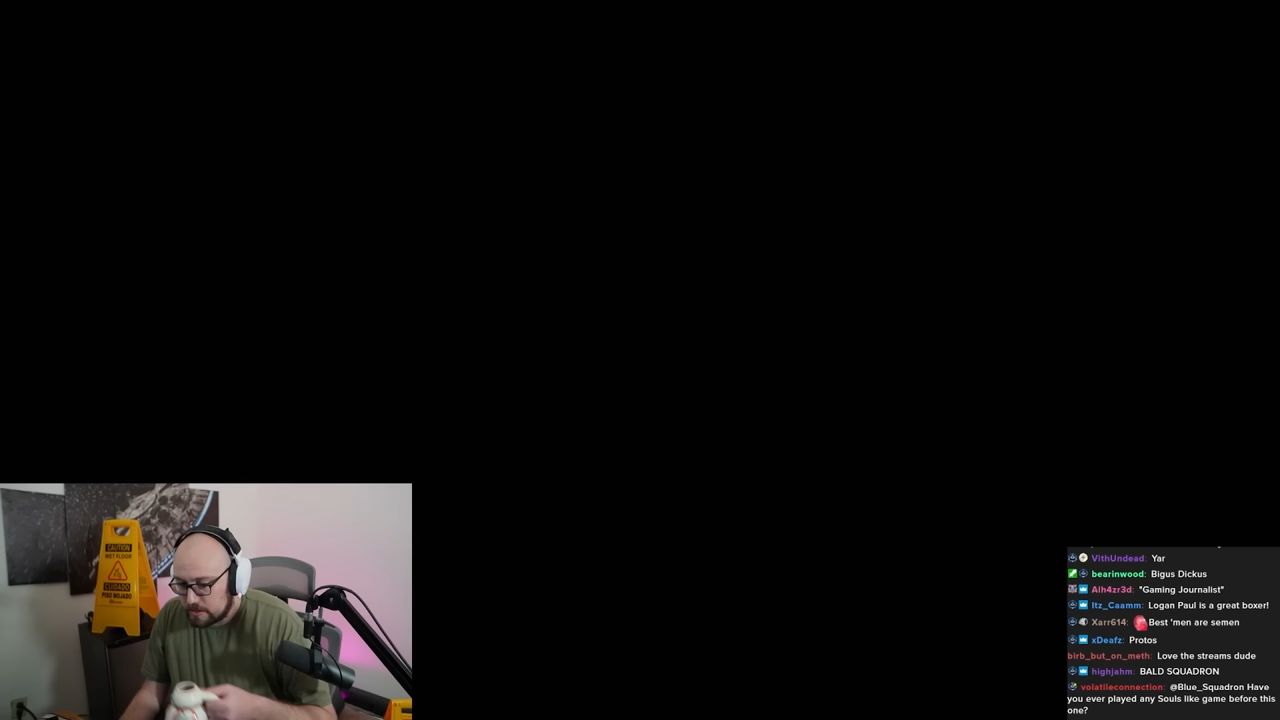 CAUTION
WET FLOOR
CUIDADO
PISO MOJADO
VithUndead: Yar
bearinwood: Bigus Dickus
Alh4zr3d: "Gaming Journalist"
Itz_Caamm: Logan Paul is a great boxer!
Xarr614: Best 'men are semen
xDeafz: Protos
birb_but_on_meth: Love the streams dude
highjahm: BALD SQUADRON
volatileconnection: @Blue_Squadron Have
you ever played any Souls like game before this
one?